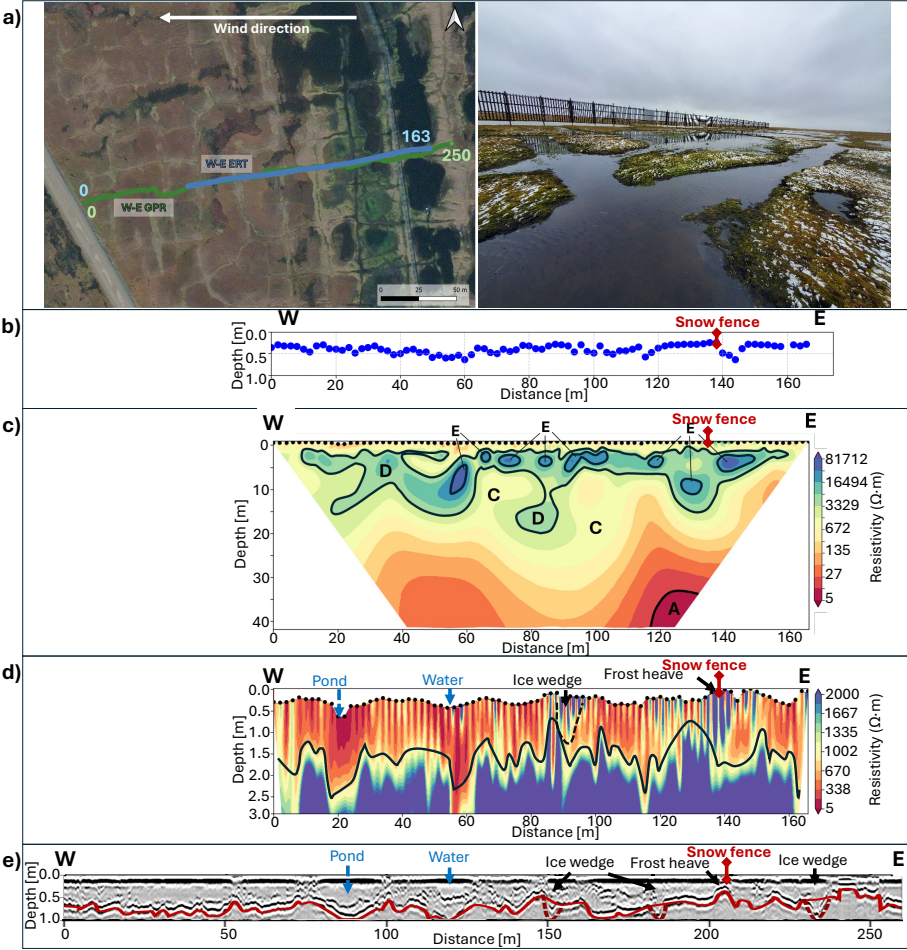 a)
Wind direction
163
250
W-E ERT
0
W-E GPR
0
0 25 50 m
b)
W
Snow fence
E
Depth [m]
0.0
0.5
1.0
0 20 40 60 80 100 120 140 160
Distance [m]
c)
W
Snow fence
E
E E E
D C D C A
Depth [m]
0
10
20
30
40
0 20 40 60 80 100 120 140 160
Distance [m]
81712
16494
3329
672
135
27
5
Resistivity (Ω·m)
d)
W
Snow fence
E
Pond Water Ice wedge Frost heave
Depth [m]
0.0
0.5
1.0
1.5
2.0
2.5
3.0
0 20 40 60 80 100 120 140 160
Distance [m]
2000
1667
1335
1002
670
338
5
Resistivity (Ω·m)
e)
W
Snow fence
E
Pond Water Ice wedge Frost heave Ice wedge
Depth [m]
0.0
0.5
1.0
0 50 100 150 200 250
Distance [m]